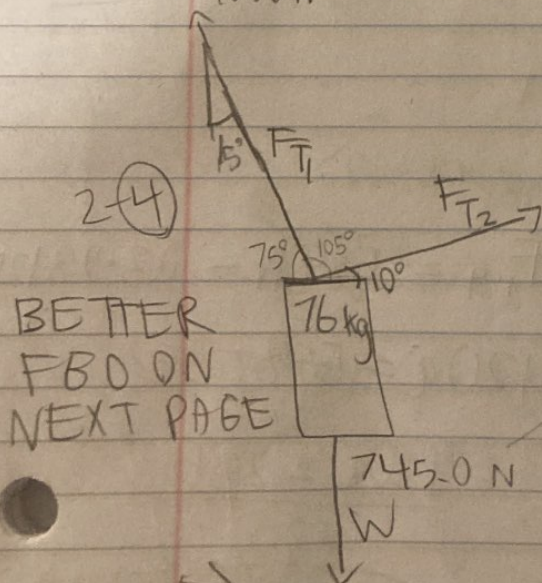 15°
F_T₁
2-4
F_T₂
75° 105°
10°
76 kg
BETTER
FBD ON
NEXT PAGE
745.0 N
W